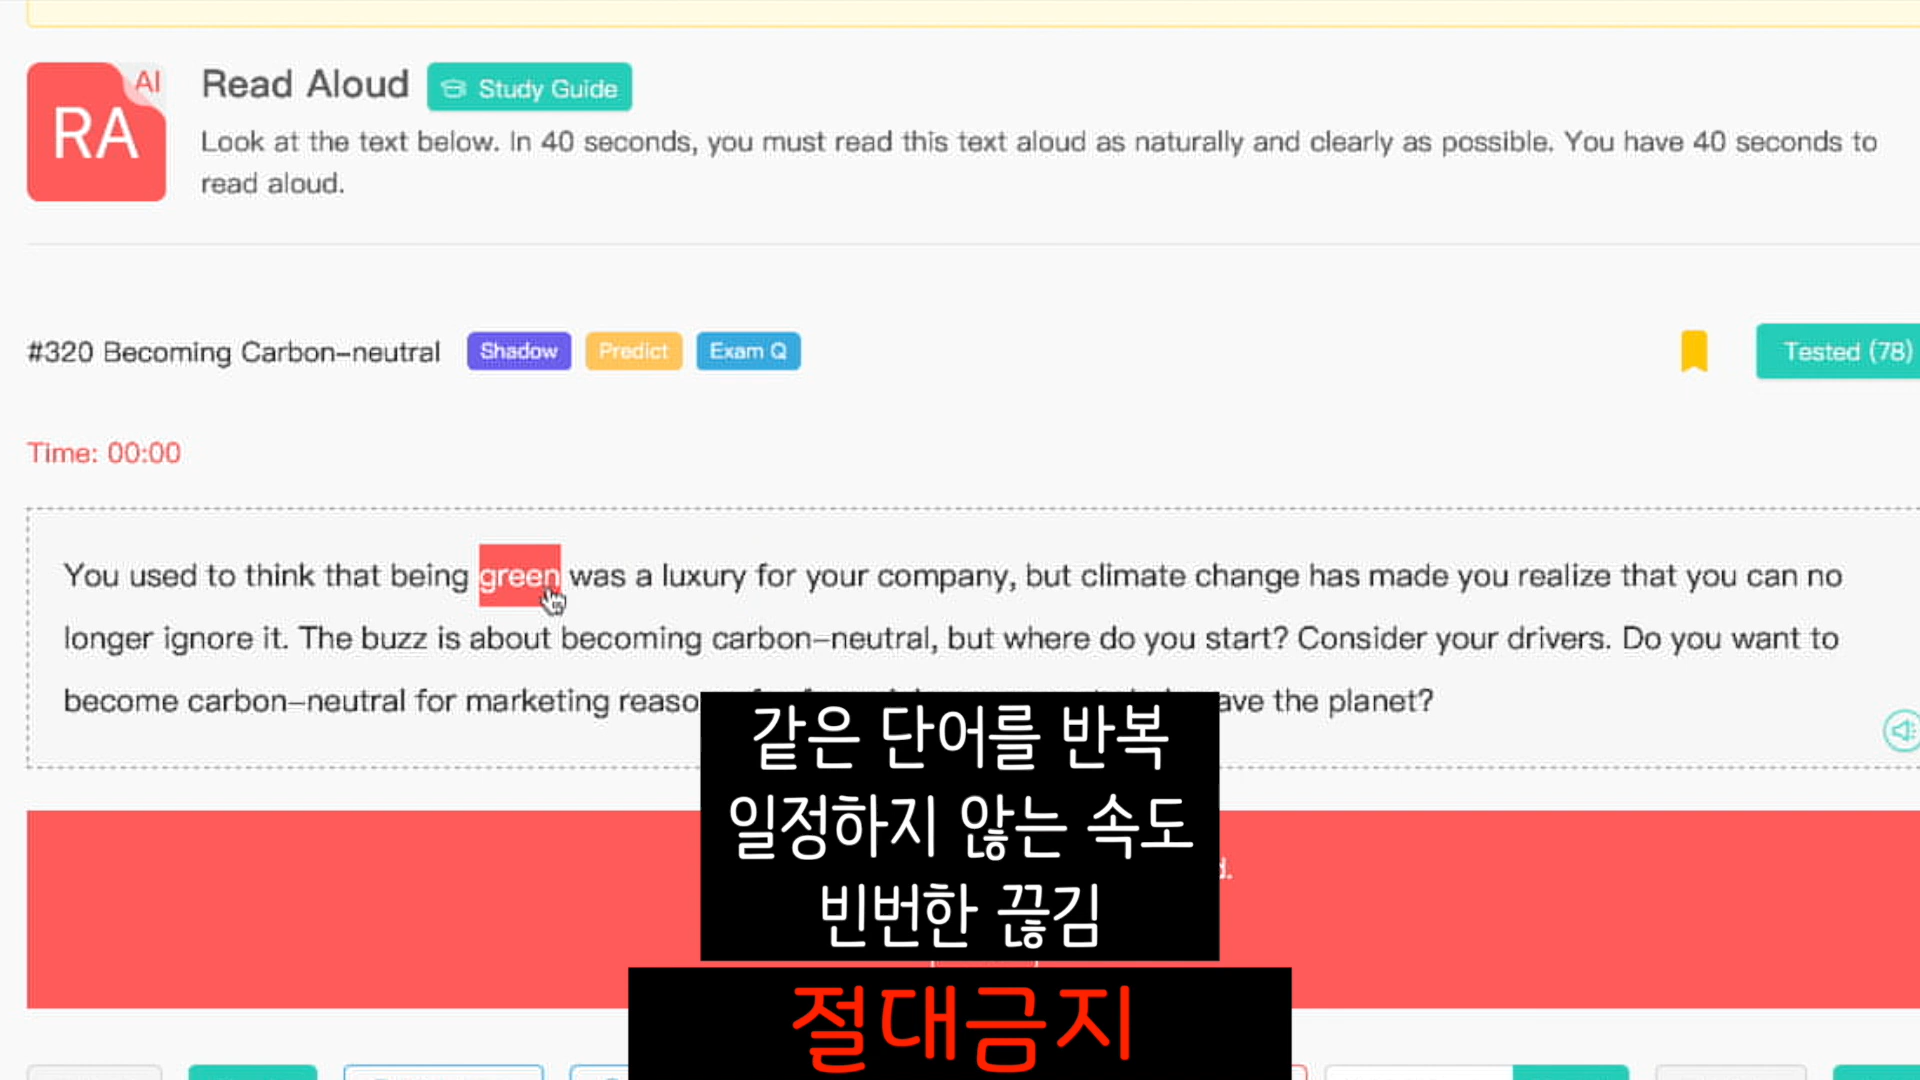 AI
RA
Read Aloud
Study Guide
Look at the text below. In 40 seconds, you must read this text aloud as naturally and clearly as possible. You have 40 seconds to
read aloud.
#320 Becoming Carbon-neutral
Shadow
Predict
Exam Q
Tested (78)
Time: 00:00
You used to think that being green was a luxury for your company, but climate change has made you realize that you can no
longer ignore it. The buzz is about becoming carbon-neutral, but where do you start? Consider your drivers. Do you want to
become carbon-neutral for marketing the planet?
같은 단어를 반복
일정하지 않는 속도
빈번한 끊김
절대금지